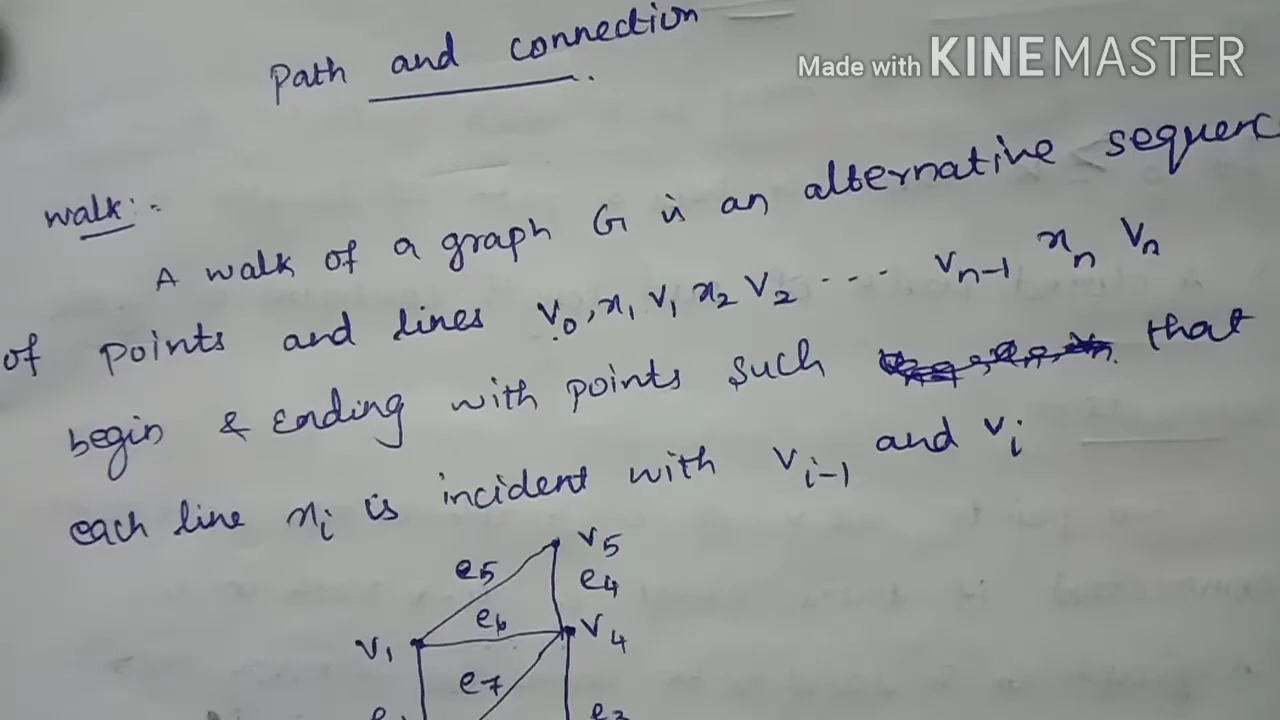 Path and connection
Made with KINEMASTER
Walk:-
A walk of a graph G is an alternative sequenc
of points and lines v₀, x₁ v₁ x₂ v₂ .... vₙ₋₁ xₙ vₙ
begin & Ending with points such that
each line xᵢ is incident with vᵢ₋₁ and vᵢ
v₅
e₅ e₄
e₆
v₁ v₄
e₇